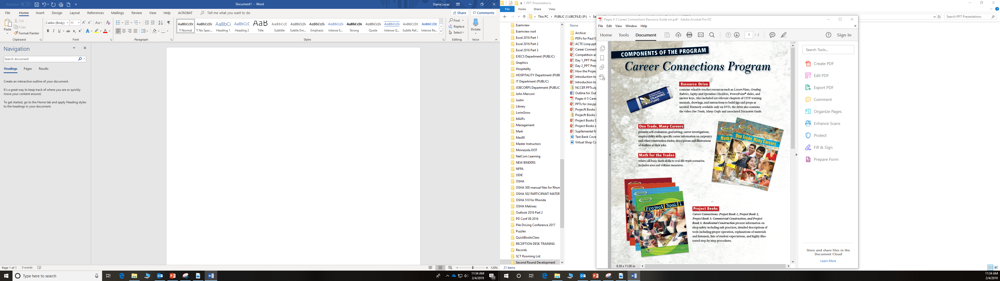 AutoSave Off
Document1 - Word
Diana Lucas
File Home Insert Design Layout References Mailings Review View Help ACROBAT Tell me what you want to do
Share Comments
Paste
Cut
Copy
Format Painter
Clipboard
Calibri (Body) 11
Font
Paragraph
AaBbCcDc AaBbCcDc AaBbCc AaBbCcD AaB AaBbCcD AaBbCcDc AaBbCcDc AaBbCcDc AaBbCcDc AaBbCcDc AaBbCcDc AaBbCcDc AaBbCcDc
¶ Normal ¶ No Spac... Heading 1 Heading 2 Title Subtitle Subtle Em... Emphasis Intense E... Strong Quote Intense Q... Subtle Ref... Intense Re...
Styles
Find
Replace
Select
Editing
Dictate
Voice
Navigation
Search document
Headings Pages Results
Create an interactive outline of your document.
It's a great way to keep track of where you are or quickly
move your content around.
To get started, go to the Home tab and apply Heading styles
to the headings in your document.
Page 1 of 1 0 words
120%
Type here to search
11:34 AM
2/4/2019
13
PPT Presentations
File Home Share View
This PC > PUBLIC (\\UBCFILE) (P:) > Se
Search PPT Presentations
Examview
Examview root
Excel 2016 Part 1
Excel 2016 Part 2
Excel 2016 Part 3
EXECS Department (PUBLIC)
Graphics
Hospitality
HOSPITALITY Department (PUBL
IT Department (PUBLIC)
JOBCORPS Department (PUBLIC
John Marconi
Justin
Library
LorinGrow
MAIPs
Management
Mark
Mas90
Master Instructors
Minnesota DOT
NetCom Learning
NEW BINDERS
NFPA
ODIE
OSHA
OSHA 500 manual files for Rhon
OSHA 502 PARTICIPANT MATER
OSHA 510 for Rhonda
OSHA Matrixes
Outlook 2016 Part 2
PD Conf 08 2016
Pile Driving Conference 2017
Puzzles
QuickBooksClass
RECEPTION DESK TRAINING
Records
SCT Rooming List
Second Round Development
21 items
Name
Archive
PDFs for Paul 0
ACTE Loop.ppt
Career Connect
Competition an
Day 1_PPT Pres
Day 2_PPT Pres
How the Projec
Introduction to
Introduction to
NCCER PPTs.zip
Outline for Out
Pages 4-5 Caree
PPTs for Joe.pp
Projecft Books
Projecft Books
Project Books S
Project Books s
Supllemental M
Test Bank Cove
Virtual Shop Co
Pages 4-5 Career Connections Resource Guide sm.pdf - Adobe Acrobat Pro DC
File Edit View Window Help
Home Tools Document
1 / 2
Sign In
COMPONENTS OF THE PROGRAM
Career Connections Program
CARPENTERS
INTERNATIONAL
TRAINING
FUND
Resource Drive
contains valuable teacher resources such as Lesson Plans, Grading
Rubrics, Safety and Operation Checklists, PowerPoint® slides, and
answer keys. Also included are relevant chapters of CITF training
manuals, drawings, and instructions to build jigs and props as
needed. Formerly available only on DVD, the drive also contains
the video One Trade, Many Crafts and associated Discussion Guide.
One Trade, Many Careers
presents self-evaluation; goal setting; career investigations;
employability skills; specific career information on carpentry
and other construction trades; descriptions and illustrations
of workers at their jobs.
Math for the Trades
relates all basic math skills to real-life work scenarios.
Includes area and volume measures.
career
Math
career
One Trade, Many Careers
career
career
career
Project Book 1
Project Books
Career Connections: Project Book 1, Project Book 2,
Project Book 3: Commercial Construction, and Project
Book 3: Residential Construction present information on
shop safety including safe practices, detailed descriptions of
tools including proper operation, explanations of materials
and fasteners, lists of student expectations, and highly illus-
trated step-by-step procedures.
8.50 x 11.00 in
Search Tools...
Create PDF
Edit PDF
Export PDF
Comment
Organize Pages
Enhance Scans
Protect
Fill & Sign
Prepare Form
Store and share files in the
Document Cloud
Learn More
11:34 AM
2/4/2019